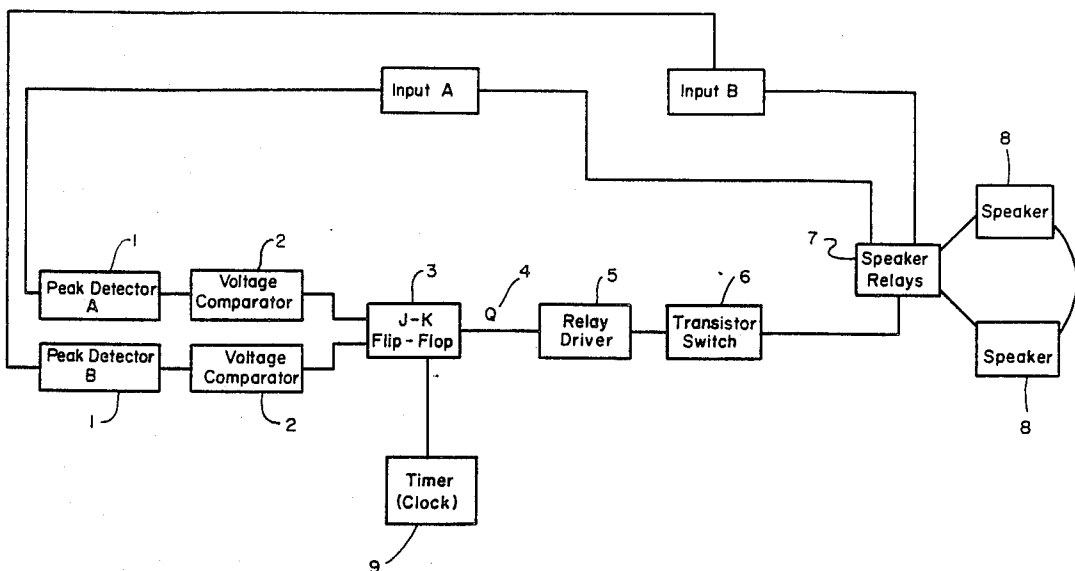 Input A
Input B
8
Speaker
7
Speaker
Relays
1
Peak Detector
A
2
Voltage
Comparator
3
J-K
Flip-Flop
Q
4
5
Relay
Driver
6
Transistor
Switch
Peak Detector
B
1
Voltage
Comparator
2
Speaker
8
Timer
(Clock)
9